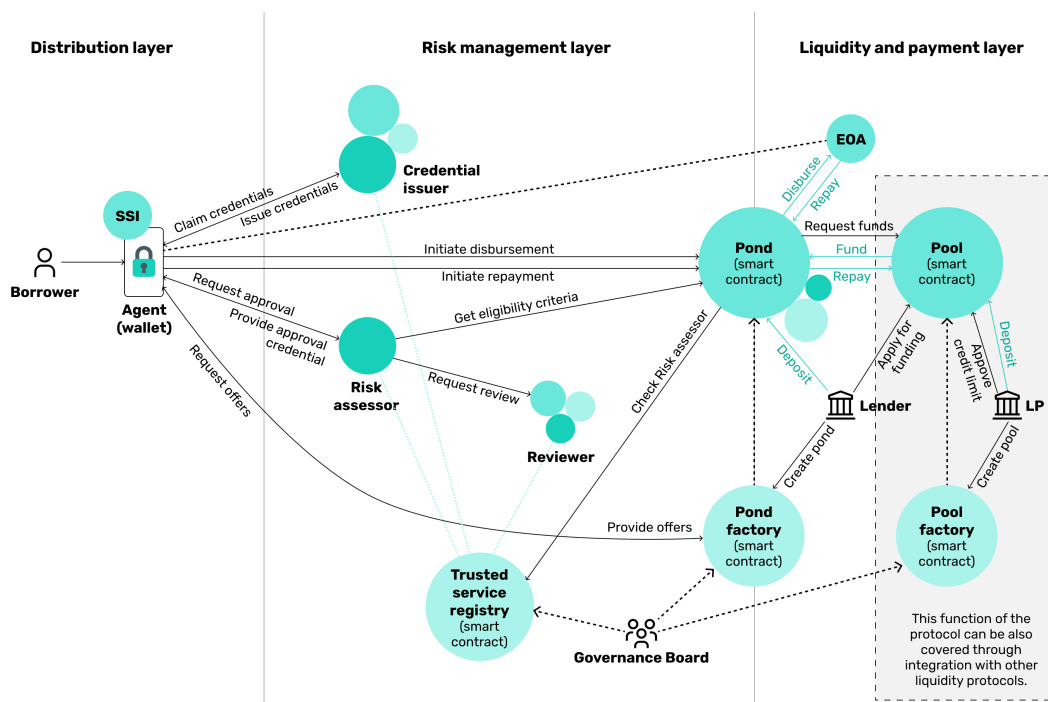 Distribution layer
Risk management layer
Liquidity and payment layer
EOA
Credential
issuer
Claim credentials
Issue credentials
Disburse
Repay
SSI
Request funds
Pond
(smart
contract)
Fund
Repay
Pool
(smart
contract)
Initiate disbursement
Initiate repayment
Borrower
Agent
(wallet)
Request approval
Provide approval
credential
Get eligibility criteria
Request offers
Risk
assessor
Request review
Reviewer
Check Risk assessor
Deposit
Apply for
funding
Appove
credit limit
Deposit
Lender
LP
Create pond
Create pool
Provide offers
Pond
factory
(smart
contract)
Pool
factory
(smart
contract)
Trusted
service
registry
(smart
contract)
Governance Board
This function of the
protocol can be also
covered through
integration with other
liquidity protocols.